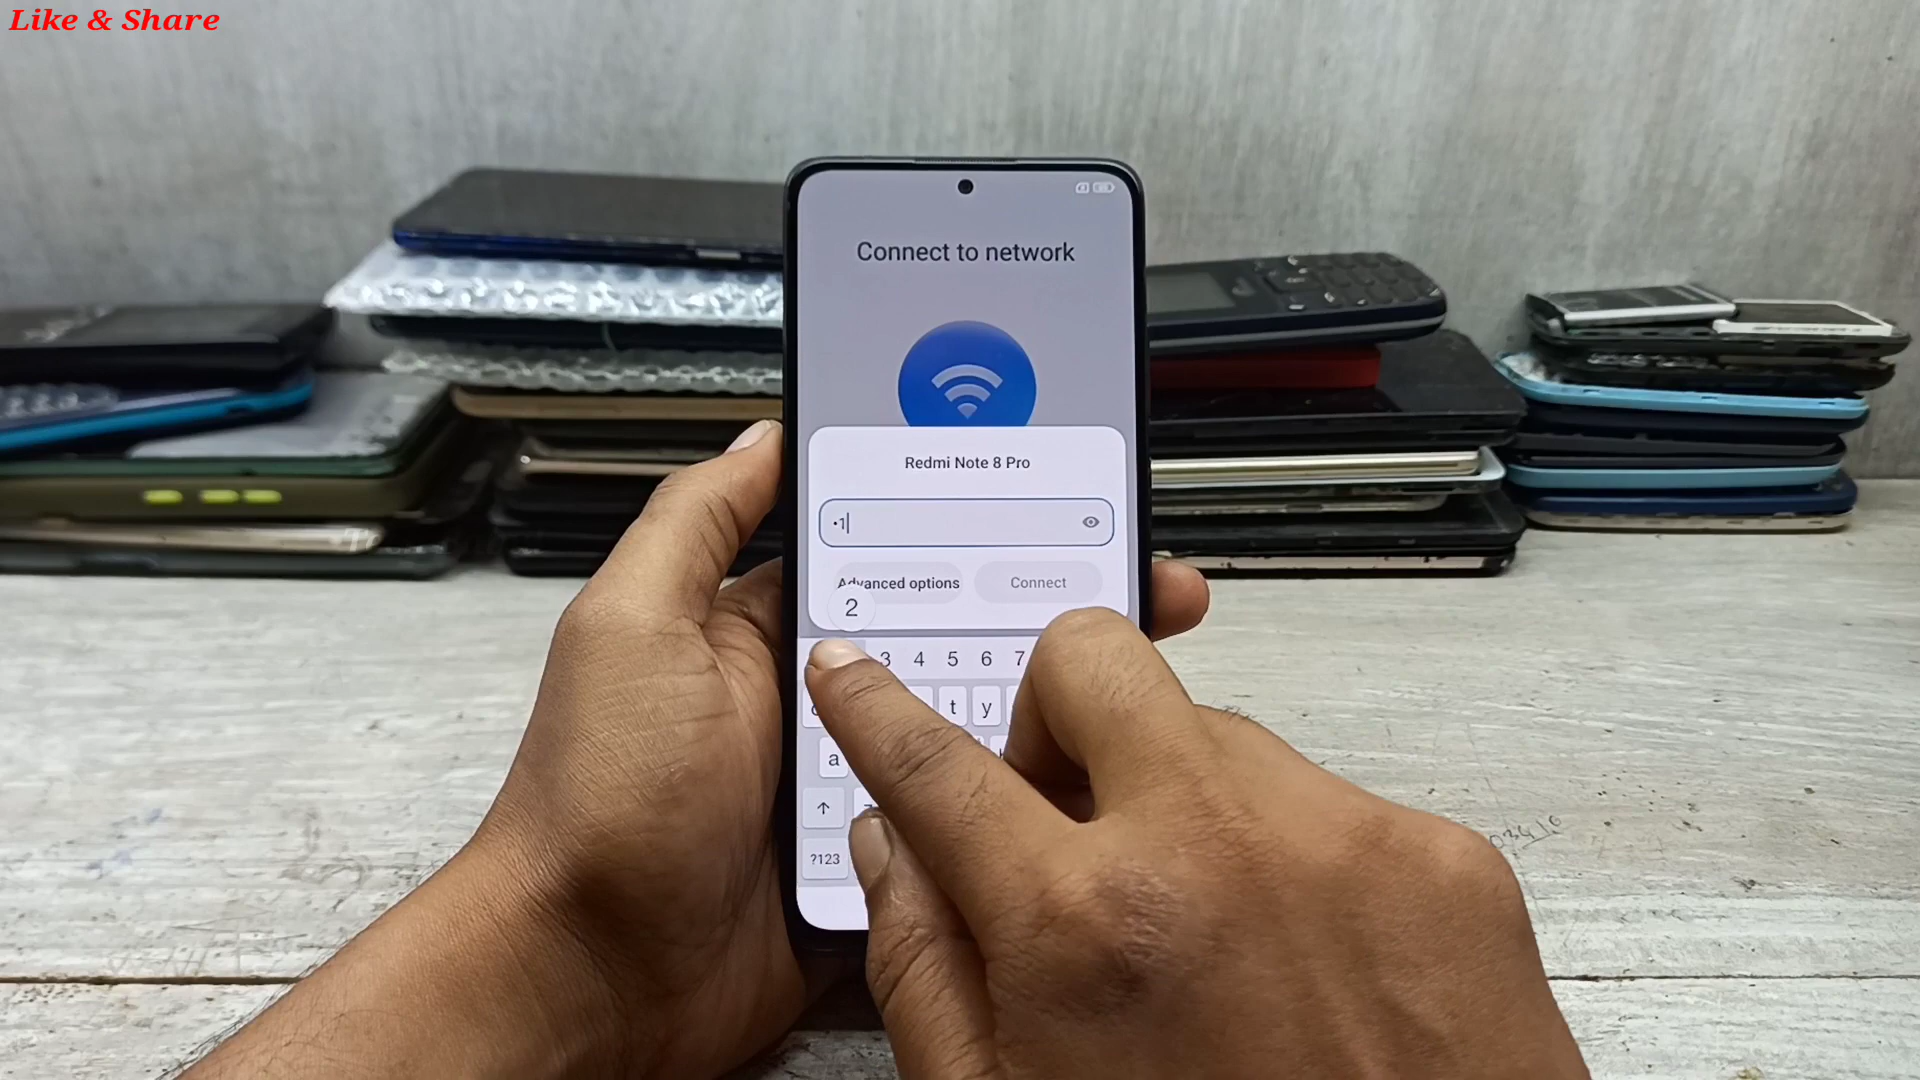 Like & Share
Connect to network
Redmi Note 8 Pro
•1
Advanced options
Connect
2
3 4 5 6 7
t y
a
?123